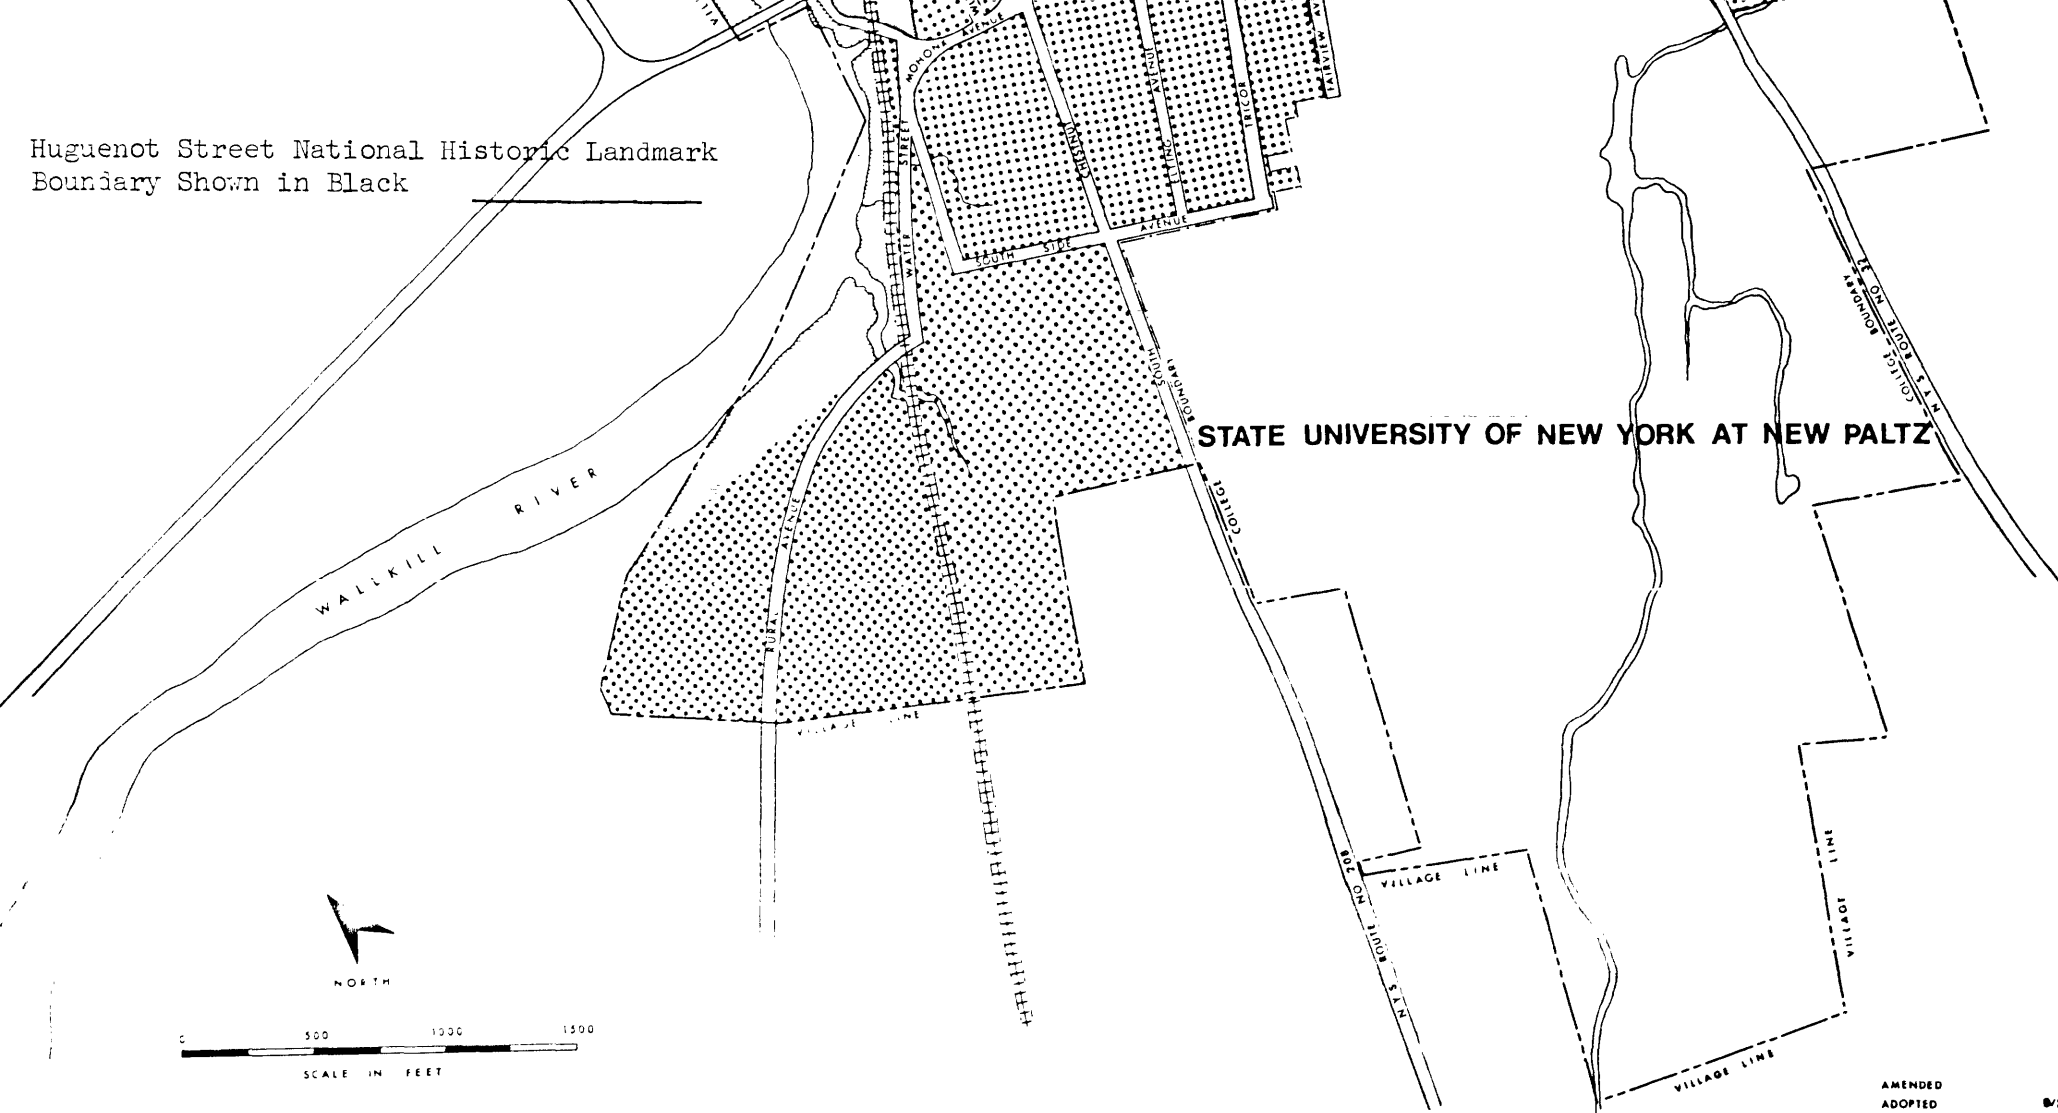 MOHONK AVENUE
AVENUE
FAIRVIEW
Huguenot Street National Historic Landmark
Boundary Shown in Black
WATER STREET
CHESTNUT
ELTING
TRICOR
SOUTH SIDE AVENUE
SOUTH
COLLEGE BOUNDARY
COLLEGE BOUNDARY
COLLEGE
N Y S ROUTE NO 32
STATE UNIVERSITY OF NEW YORK AT NEW PALTZ
WALLKILL RIVER
AVENUE
VILLAGE LINE
N Y S ROUTE NO 208
VILLAGE LINE
VILLAGE LINE
VILLAGE LINE
VILLAGE LINE
NORTH
0 500 1000 1500
SCALE IN FEET
AMENDED
ADOPTED